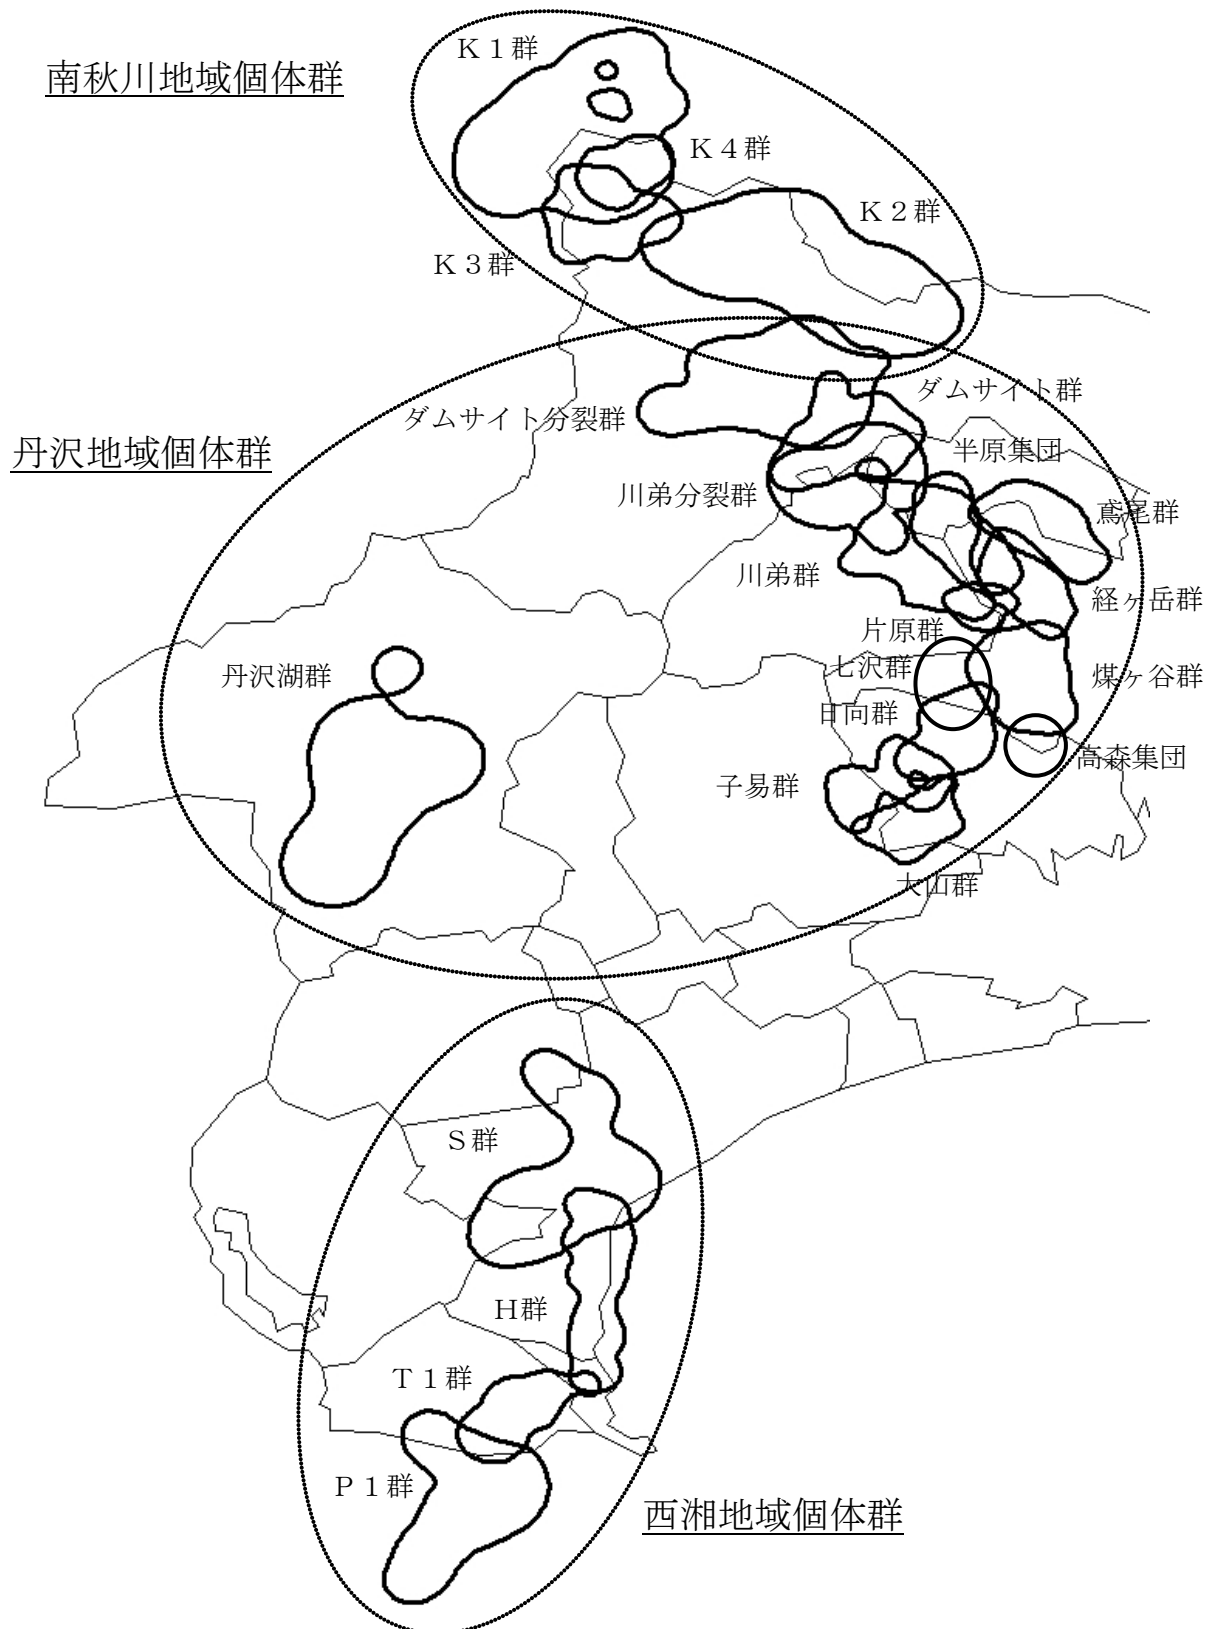 K1群
南秋川地域個体群
K4群
K2群
K3群
ダムサイト群
ダムサイト分裂群
丹沢地域個体群
半原集団
川弟分裂群
鳶尾群
川弟群
経ヶ岳群
片原群
七沢群
丹沢湖群
煤ヶ谷群
日向群
高森集団
子易群
大山群
S群
H群
T1群
P1群
西湘地域個体群